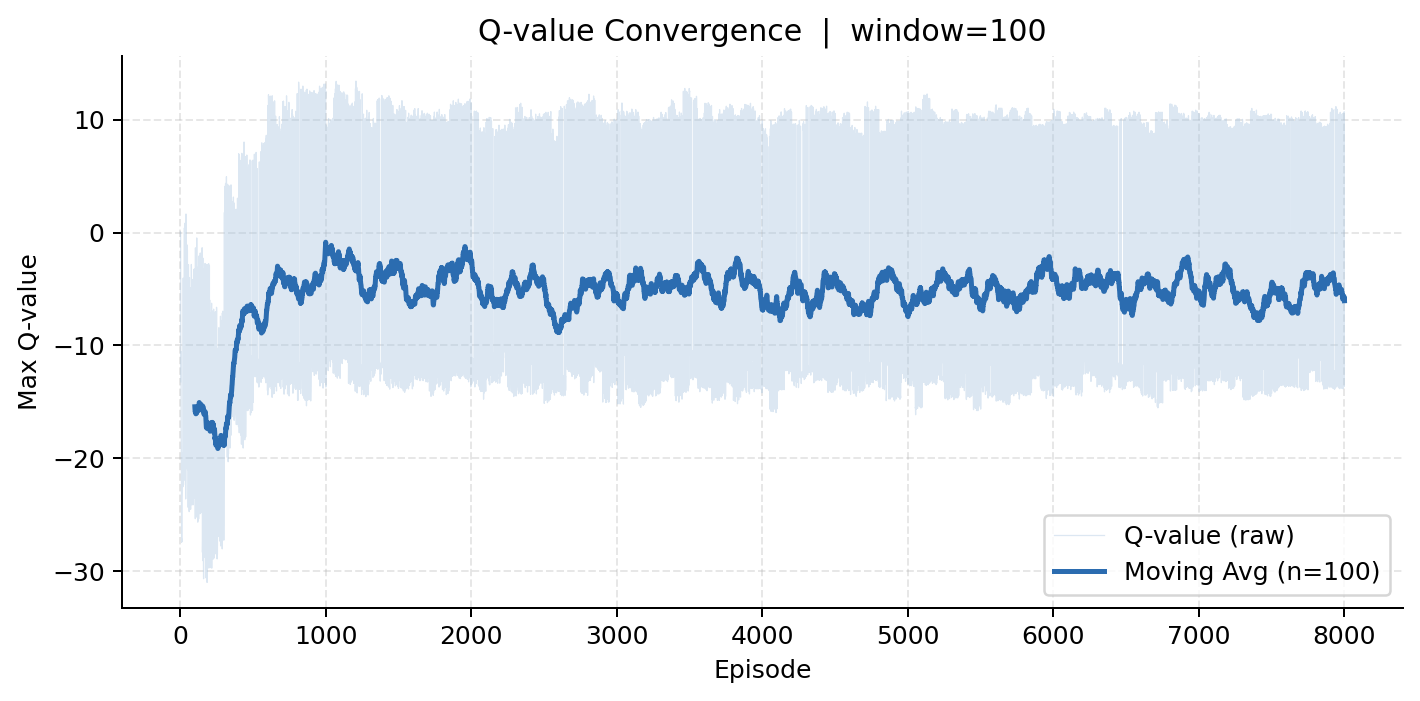 Q-value Convergence | window=100
Max Q-value
10
0
−10
−20
−30
Q-value (raw)
Moving Avg (n=100)
0 1000 2000 3000 4000 5000 6000 7000 8000
Episode